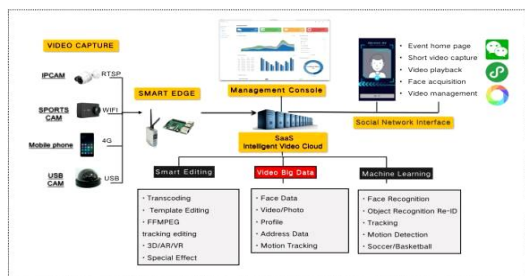 VIDEO CAPTURE
IPCAM
RTSP
SPORTS
CAM
WIFI
Mobile phone
4G
USB
CAM
USB
SMART EDGE
Management Console
SaaS
Intelligent Video Cloud
• Event home page
• Short video capture
• Video playback
• Face acquisition
• Video management
Social Network Interface
Smart Editing
· Transcoding
· Template Editing
· FFMPEG
tracking editing
· 3D/AR/VR
· Special Effect
Video Big Data
· Face Data
· Video/Photo
· Profile
· Address Data
· Motion Tracking
Machine Learning
· Face Recognition
· Object Recognition Re-ID
· Tracking
· Motion Detection
· Soccer/Basketball